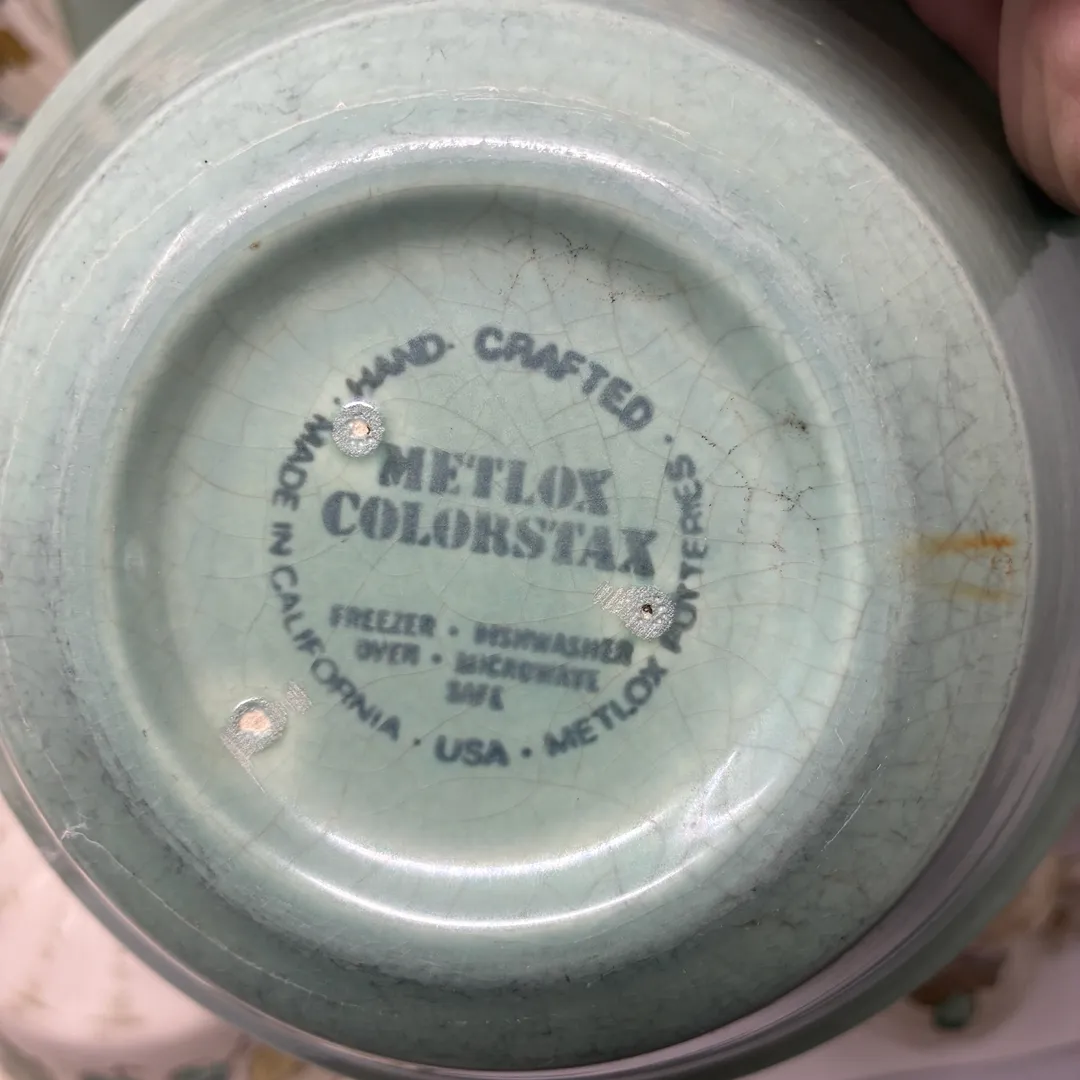 · HAND · CRAFTED ·
METLOX POTTERIES
METLOX
COLORSTAX
FREEZER · DISHWASHER
OVEN · MICROWAVE
SAFE
MADE IN CALIFORNIA · USA ·